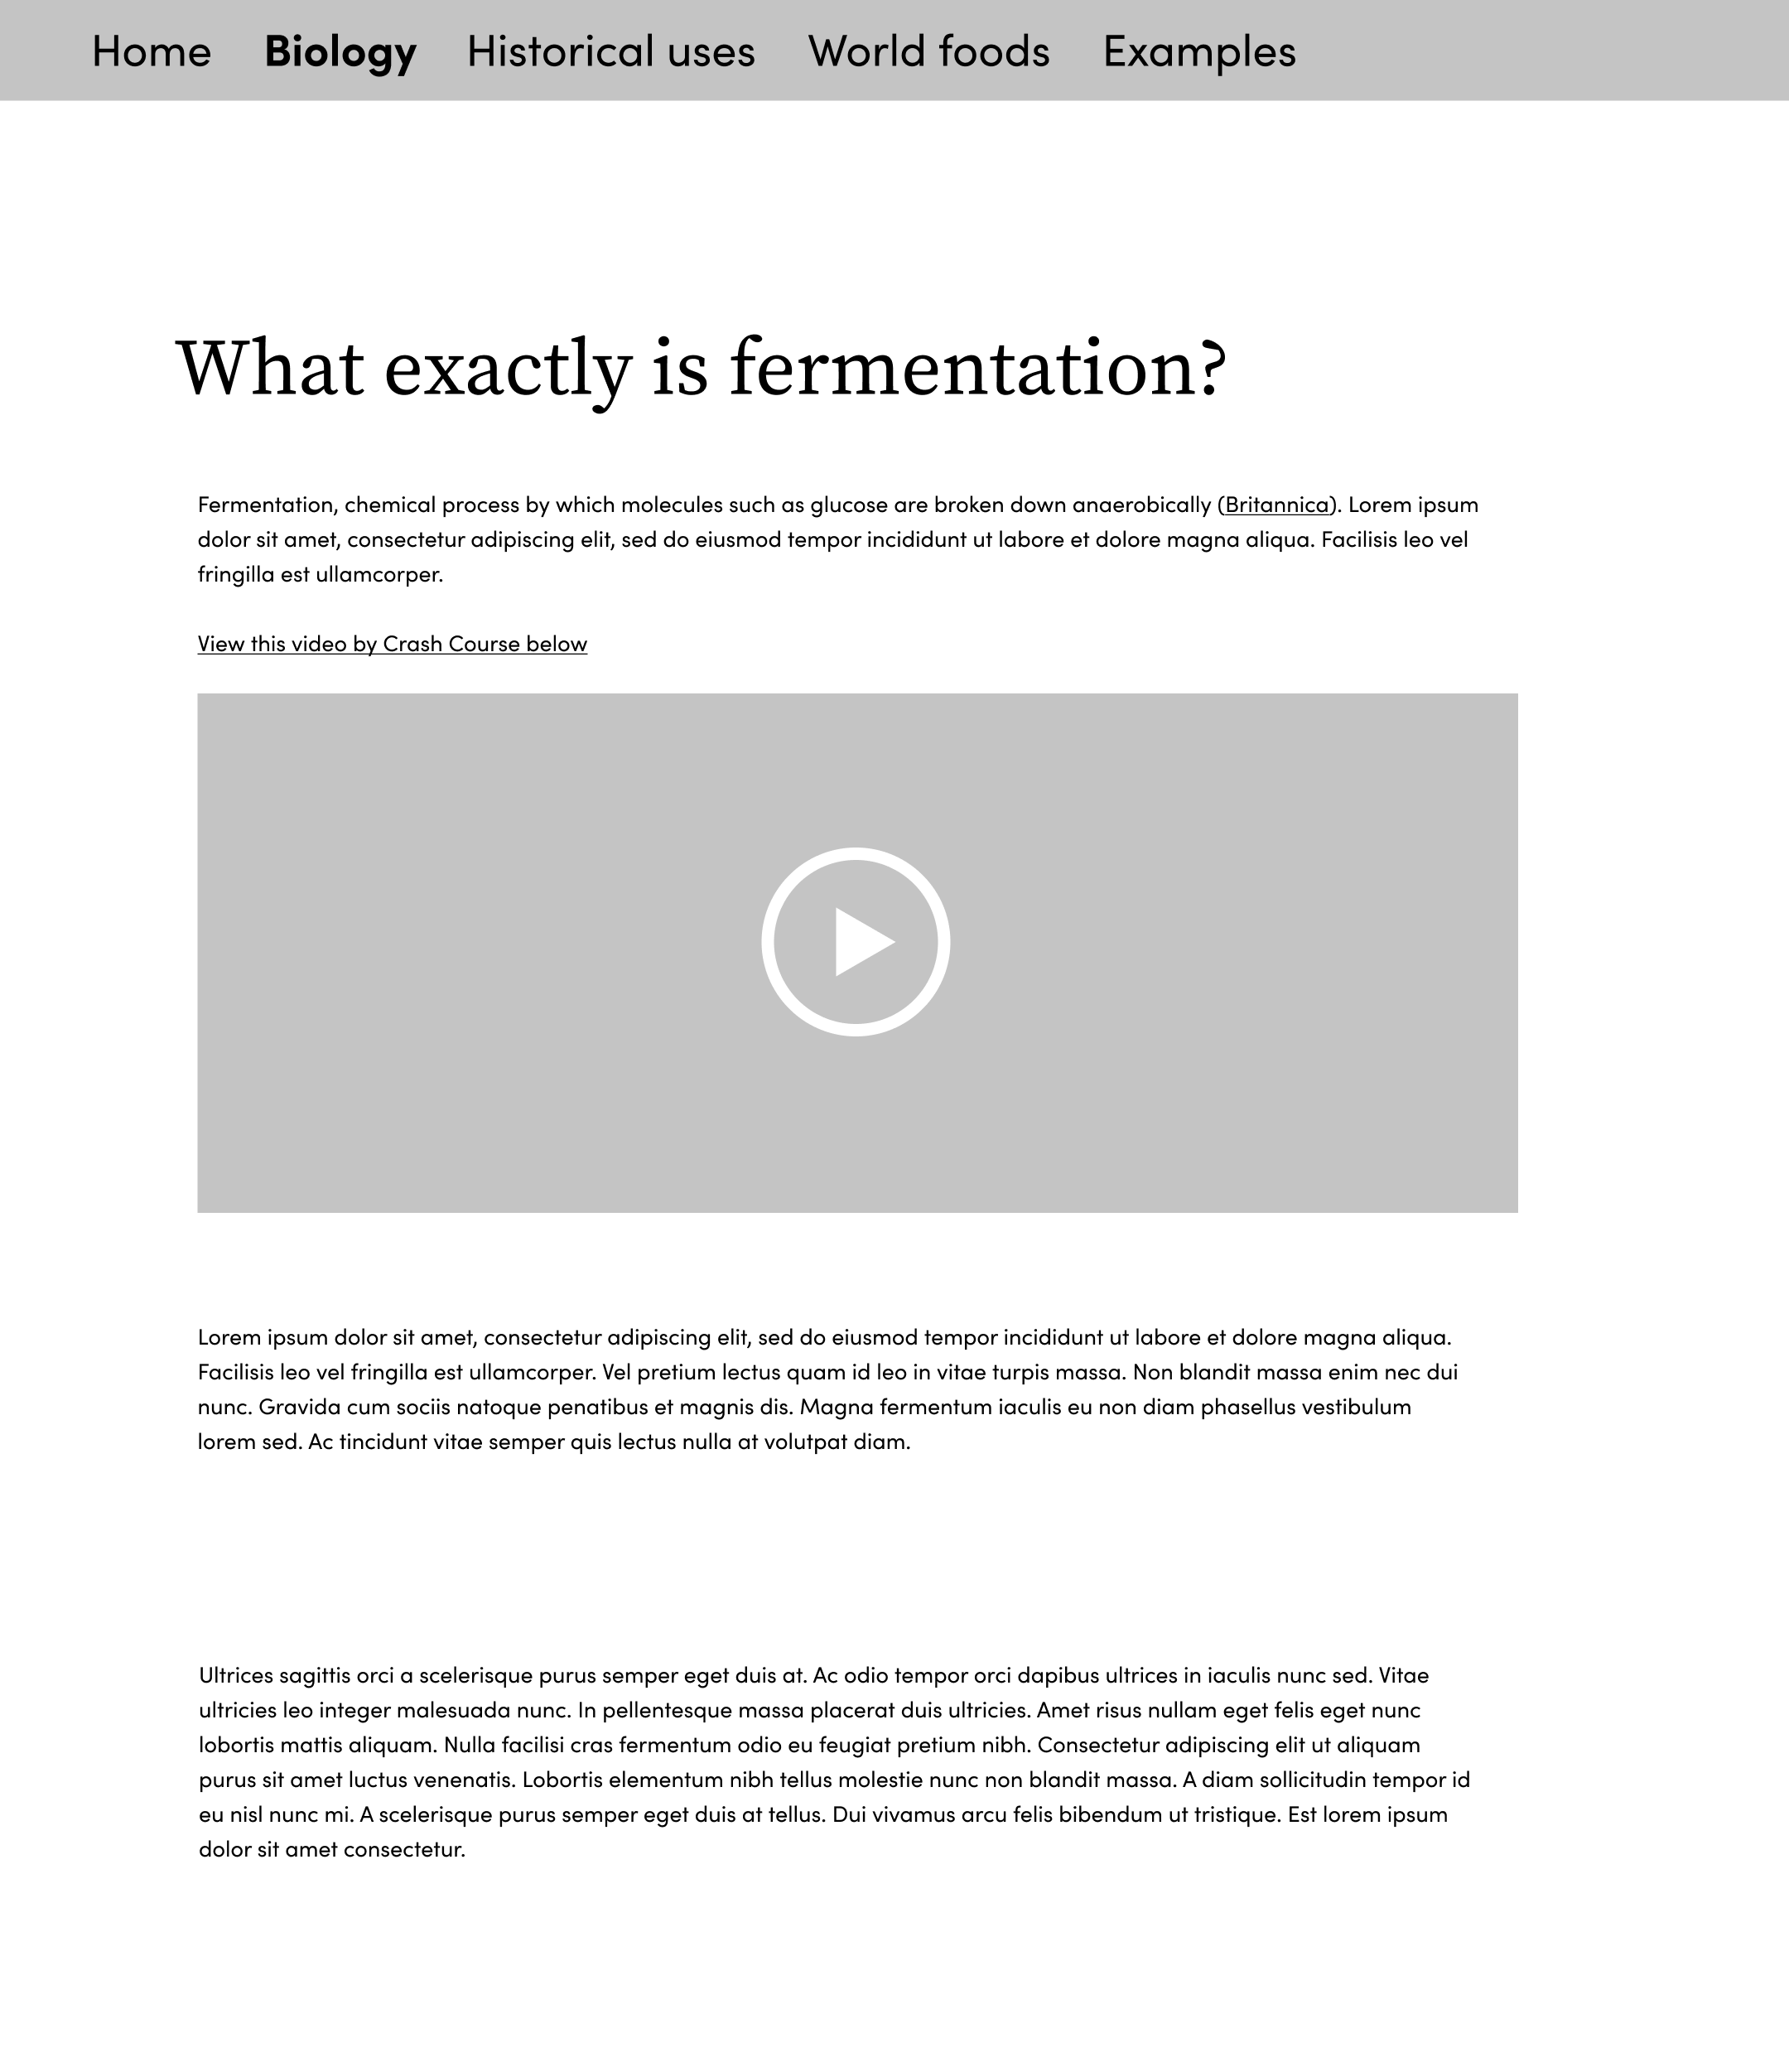 Home Biology Historical uses World foods Examples
What exactly is fermentation?
Fermentation, chemical process by which molecules such as glucose are broken down anaerobically (Britannica). Lorem ipsum
dolor sit amet, consectetur adipiscing elit, sed do eiusmod tempor incididunt ut labore et dolore magna aliqua. Facilisis leo vel
fringilla est ullamcorper.
View this video by Crash Course below
Lorem ipsum dolor sit amet, consectetur adipiscing elit, sed do eiusmod tempor incididunt ut labore et dolore magna aliqua.
Facilisis leo vel fringilla est ullamcorper. Vel pretium lectus quam id leo in vitae turpis massa. Non blandit massa enim nec dui
nunc. Gravida cum sociis natoque penatibus et magnis dis. Magna fermentum iaculis eu non diam phasellus vestibulum
lorem sed. Ac tincidunt vitae semper quis lectus nulla at volutpat diam.
Ultrices sagittis orci a scelerisque purus semper eget duis at. Ac odio tempor orci dapibus ultrices in iaculis nunc sed. Vitae
ultricies leo integer malesuada nunc. In pellentesque massa placerat duis ultricies. Amet risus nullam eget felis eget nunc
lobortis mattis aliquam. Nulla facilisi cras fermentum odio eu feugiat pretium nibh. Consectetur adipiscing elit ut aliquam
purus sit amet luctus venenatis. Lobortis elementum nibh tellus molestie nunc non blandit massa. A diam sollicitudin tempor id
eu nisl nunc mi. A scelerisque purus semper eget duis at tellus. Dui vivamus arcu felis bibendum ut tristique. Est lorem ipsum
dolor sit amet consectetur.